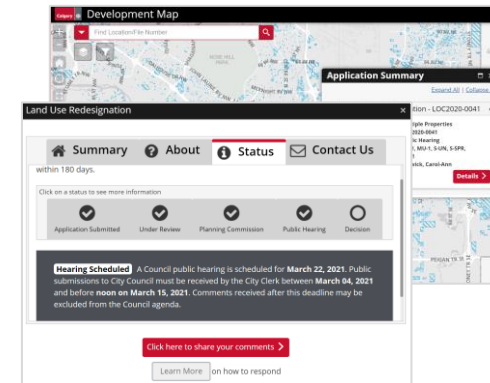 Calgary
Development Map
Find Location/File Number
ROSE HILL
Application Summary
Expand All | Collapse
tion - LOC2020-0041
iple Properties
2020-0041
ic Hearing
I, MU-1, S-UN, S-SPR,
wick, Carol-Ann
Details >
Land Use Redesignation ×
Summary About Status Contact Us
within 180 days.
Click on a status to see more information
Application Submitted Under Review Planning Commission Public Hearing Decision
Hearing Scheduled A Council public hearing is scheduled for March 22, 2021. Public
submissions to City Council must be received by the City Clerk between March 04, 2021
and before noon on March 15, 2021. Comments received after this deadline may be
excluded from the Council agenda.
Click here to share your comments >
Learn More on how to respond